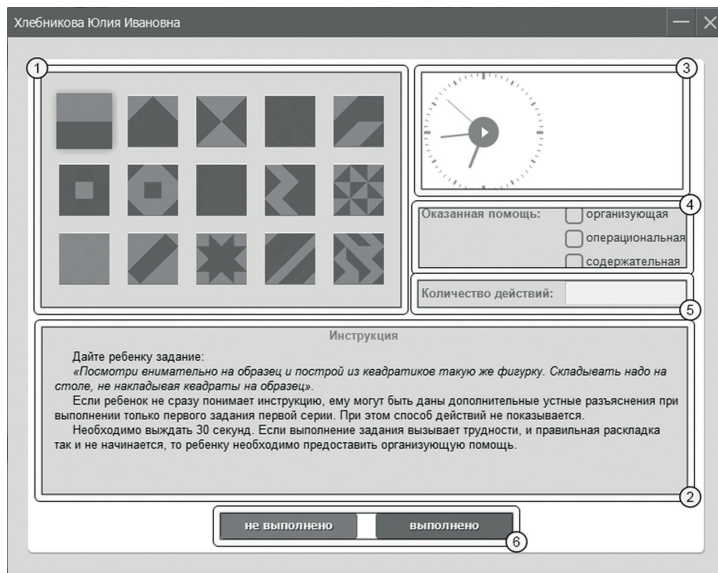 Хлебникова Юлия Ивановна
1
3
Оказанная помощь:
организующая
4
операциональная
содержательная
Количество действий:
5
Инструкция
Дайте ребенку задание:
«Посмотри внимательно на образец и построй из квадратиков такую же фигурку. Складывать надо на
столе, не накладывая квадраты на образец».
Если ребенок не сразу понимает инструкцию, ему могут быть даны дополнительные устные разъяснения при
выполнении только первого задания первой серии. При этом способ действий не показывается.
Необходимо выждать 30 секунд. Если выполнение задания вызывает трудности, и правильная раскладка
так и не начинается, то ребенку необходимо предоставить организующую помощь.
2
не выполнено
выполнено
6